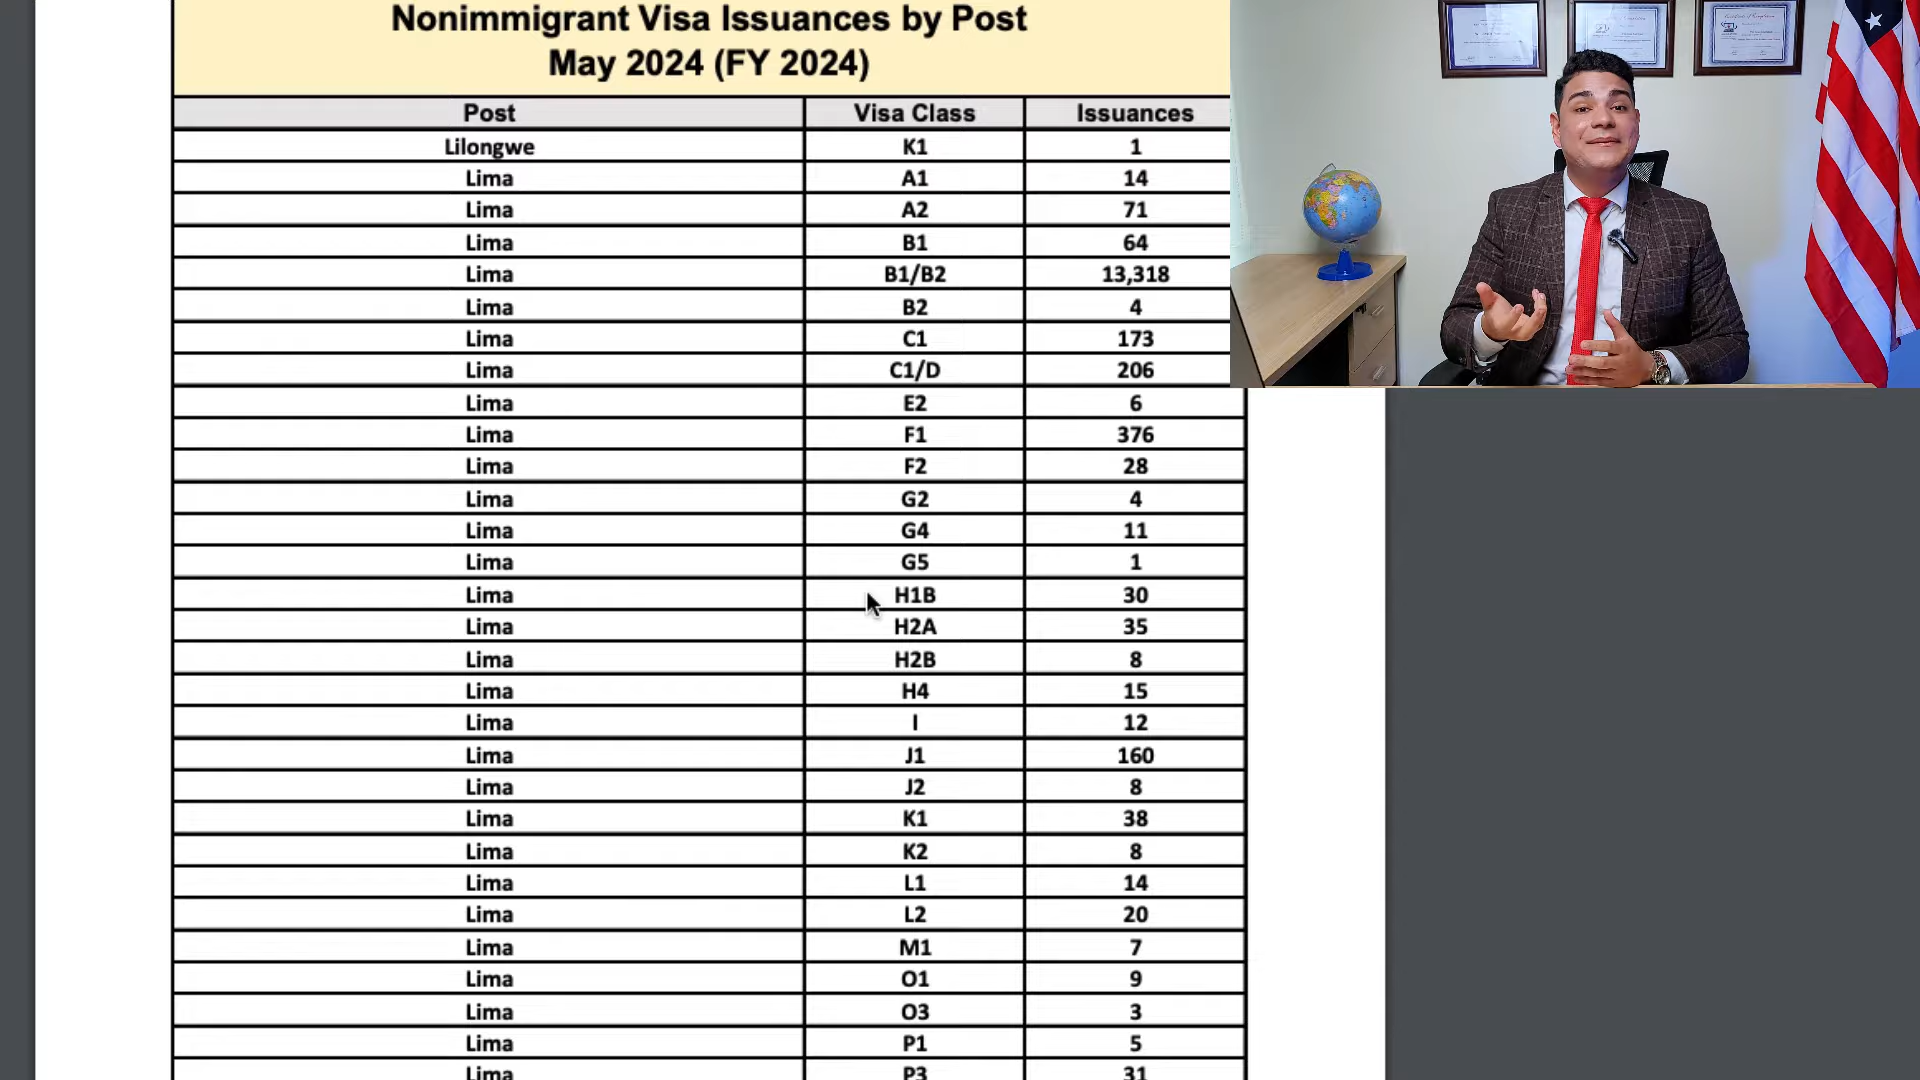 Nonimmigrant Visa Issuances by Post
May 2024 (FY 2024)
Post Visa Class Issuances
Lilongwe K1 1
Lima A1 14
Lima A2 71
Lima B1 64
Lima B1/B2 13,318
Lima B2 4
Lima C1 173
Lima C1/D 206
Lima E2 6
Lima F1 376
Lima F2 28
Lima G2 4
Lima G4 11
Lima G5 1
Lima H1B 30
Lima H2A 35
Lima H2B 8
Lima H4 15
Lima I 12
Lima J1 160
Lima J2 8
Lima K1 38
Lima K2 8
Lima L1 14
Lima L2 20
Lima M1 7
Lima O1 9
Lima O3 3
Lima P1 5
Lima P3 31